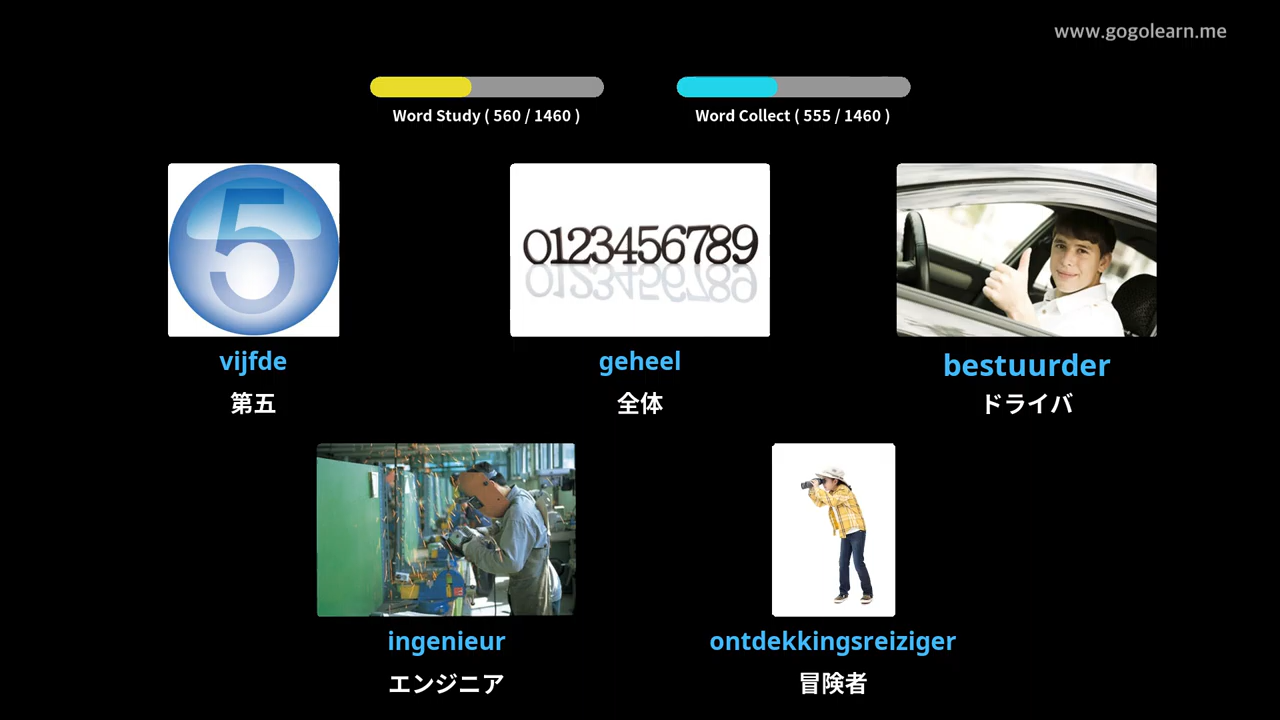 www.gogolearn.me
Word Study ( 560 / 1460 )
Word Collect ( 555 / 1460 )
5
0123456789
vijfde
geheel
bestuurder
第五
全体
ドライバ
ingenieur
ontdekkingsreiziger
エンジニア
冒険者